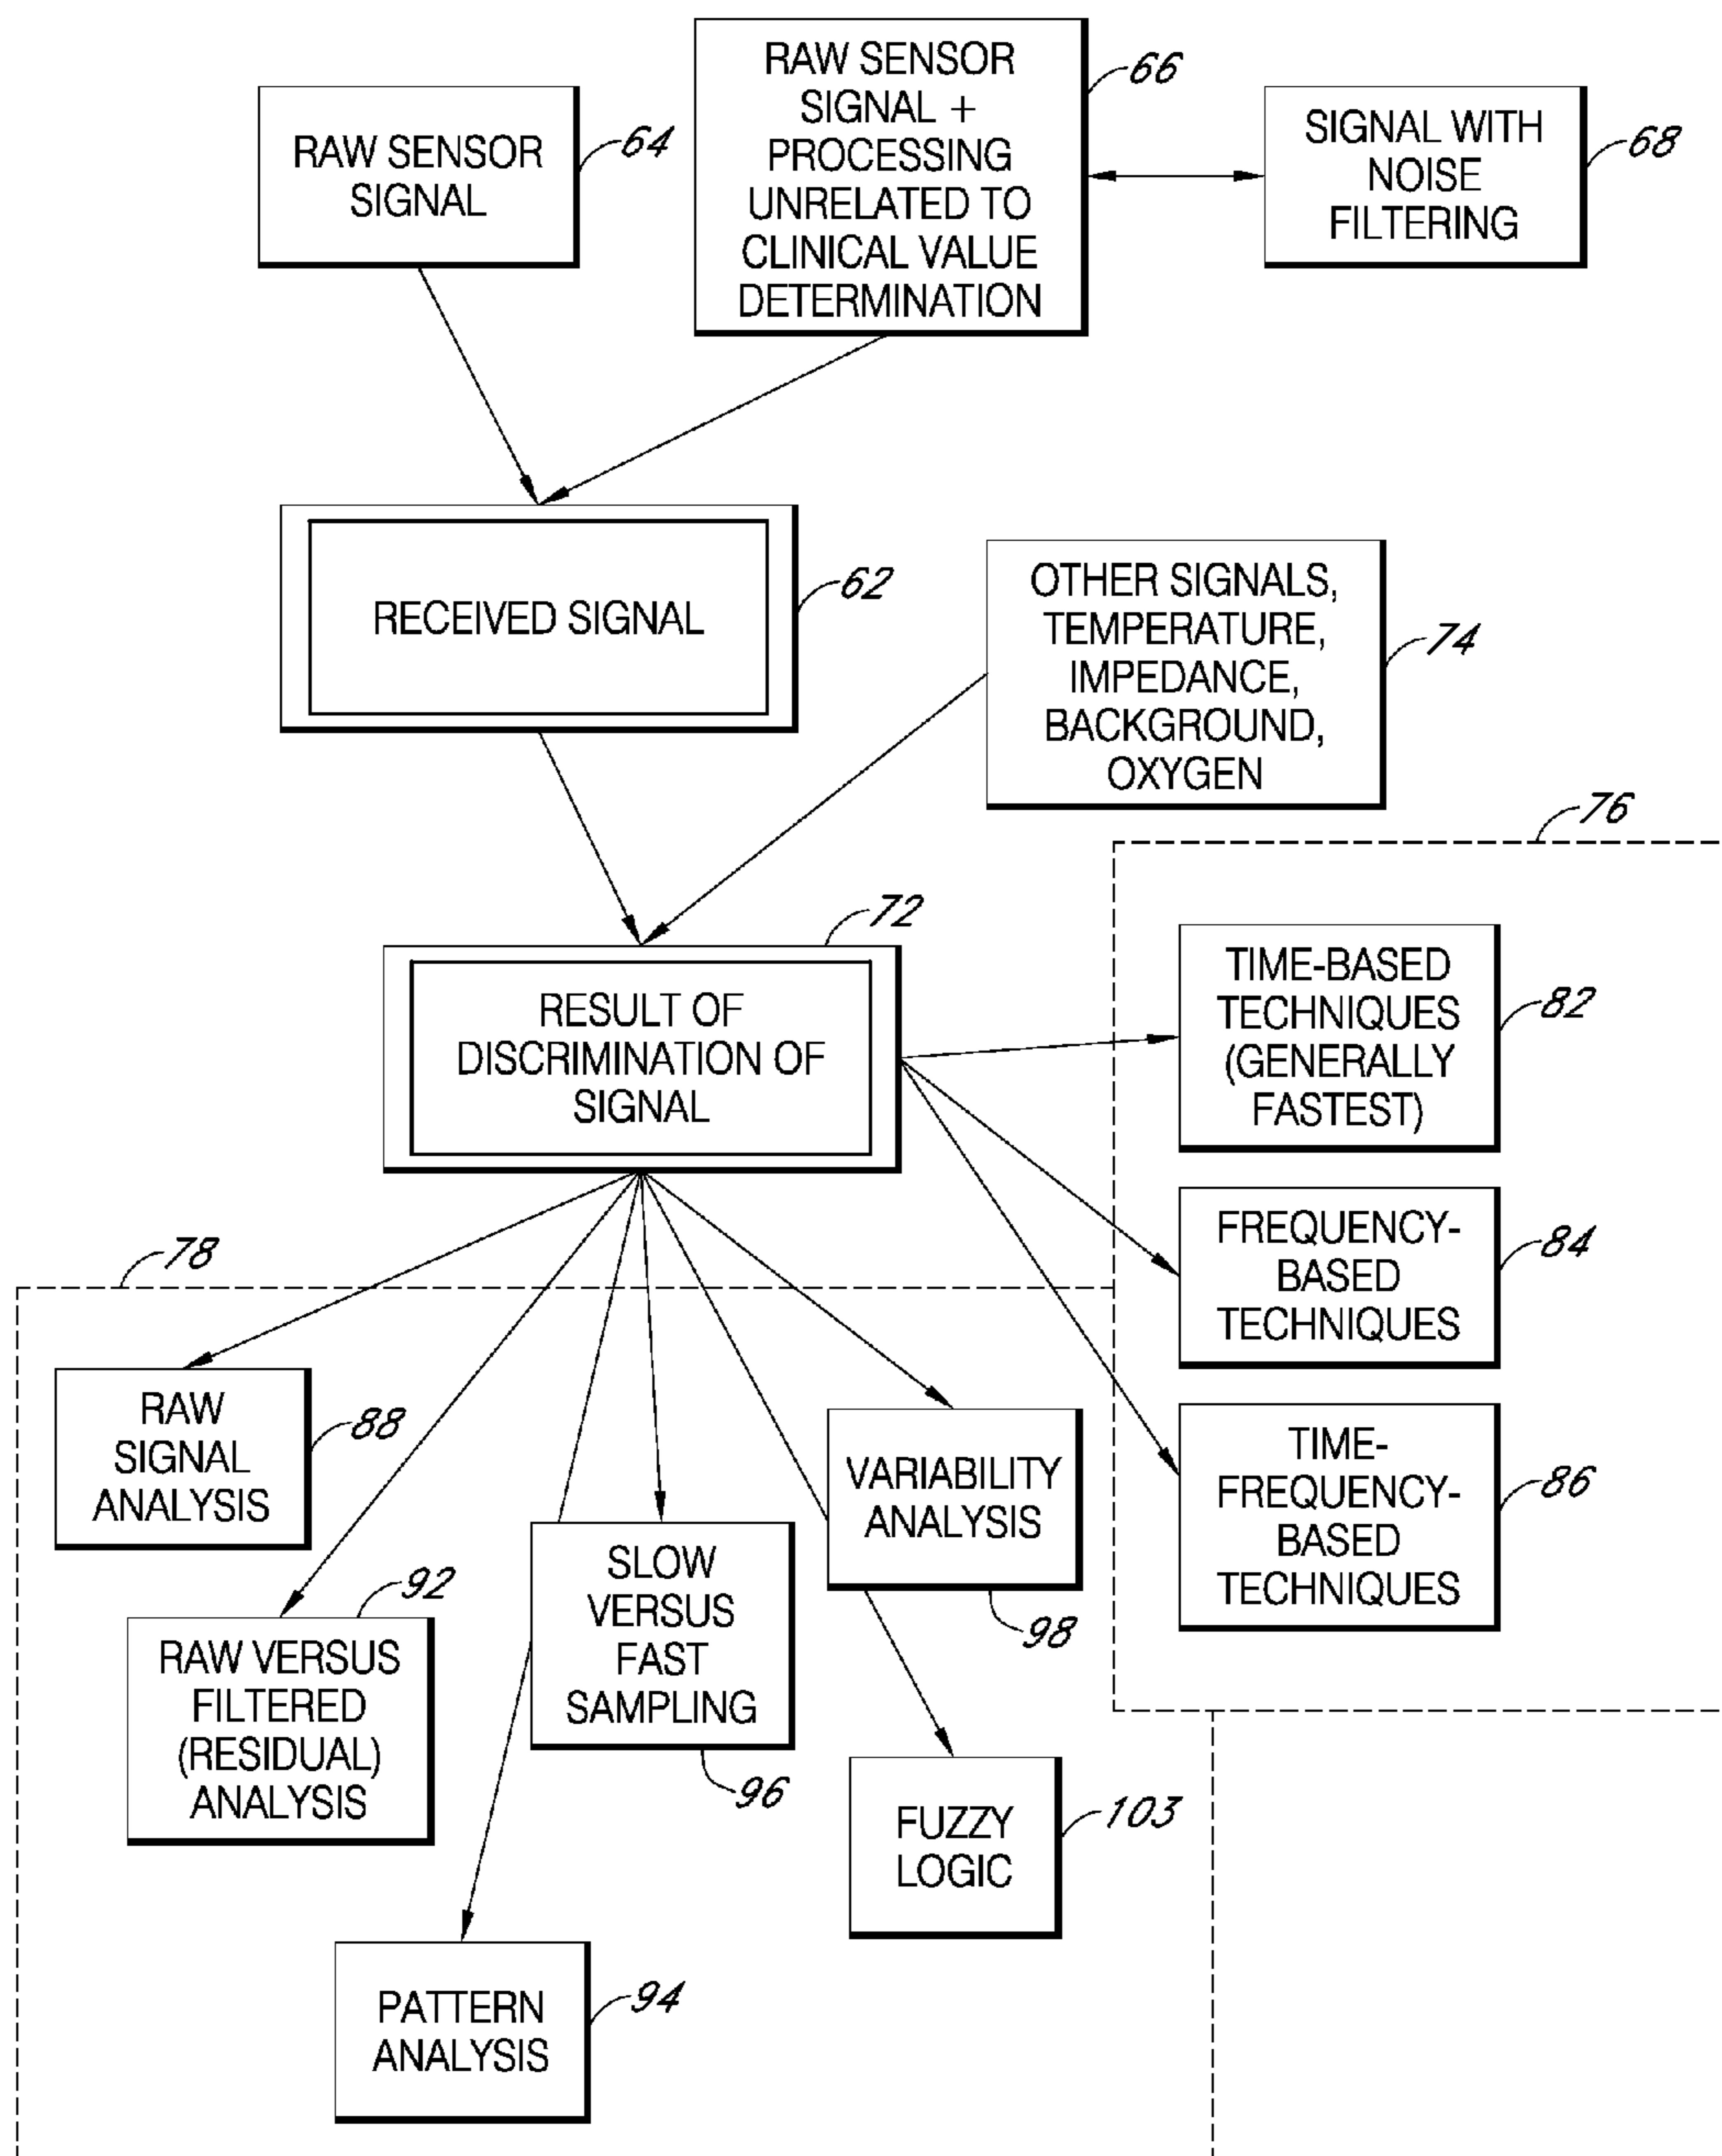 RAW SENSOR
SIGNAL
64
RAW SENSOR
SIGNAL +
PROCESSING
UNRELATED TO
CLINICAL VALUE
DETERMINATION
66
SIGNAL WITH
NOISE
FILTERING
68
RECEIVED SIGNAL
62
OTHER SIGNALS,
TEMPERATURE,
IMPEDANCE,
BACKGROUND,
OXYGEN
74
76
72
RESULT OF
DISCRIMINATION OF
SIGNAL
TIME-BASED
TECHNIQUES
(GENERALLY
FASTEST)
82
FREQUENCY-
BASED
TECHNIQUES
84
TIME-
FREQUENCY-
BASED
TECHNIQUES
86
78
RAW
SIGNAL
ANALYSIS
88
92
RAW VERSUS
FILTERED
(RESIDUAL)
ANALYSIS
SLOW
VERSUS
FAST
SAMPLING
96
VARIABILITY
ANALYSIS
98
FUZZY
LOGIC
103
PATTERN
ANALYSIS
94